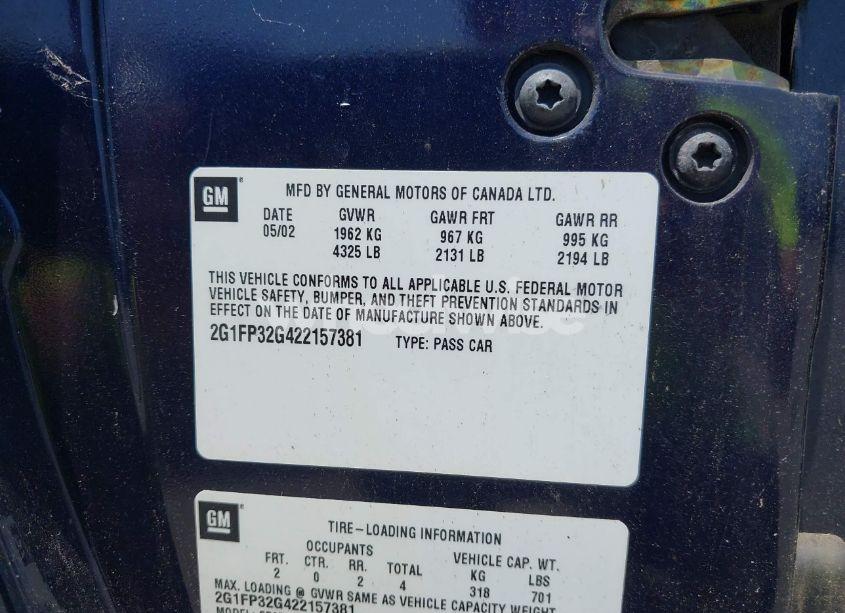 GM
MFD BY GENERAL MOTORS OF CANADA LTD.
DATE GVWR GAWR FRT GAWR RR
05/02 1962 KG 967 KG 995 KG
4325 LB 2131 LB 2194 LB
THIS VEHICLE CONFORMS TO ALL APPLICABLE U.S. FEDERAL MOTOR
VEHICLE SAFETY, BUMPER, AND THEFT PREVENTION STANDARDS IN
EFFECT ON THE DATE OF MANUFACTURE SHOWN ABOVE.
2G1FP32G422157381 TYPE: PASS CAR
GM
TIRE-LOADING INFORMATION
OCCUPANTS VEHICLE CAP. WT.
FRT. CTR. RR. TOTAL KG LBS
2 0 2 4 318 701
MAX. LOADING @ GVWR SAME AS VEHICLE CAPACITY WEIGHT
2G1FP32G422157381